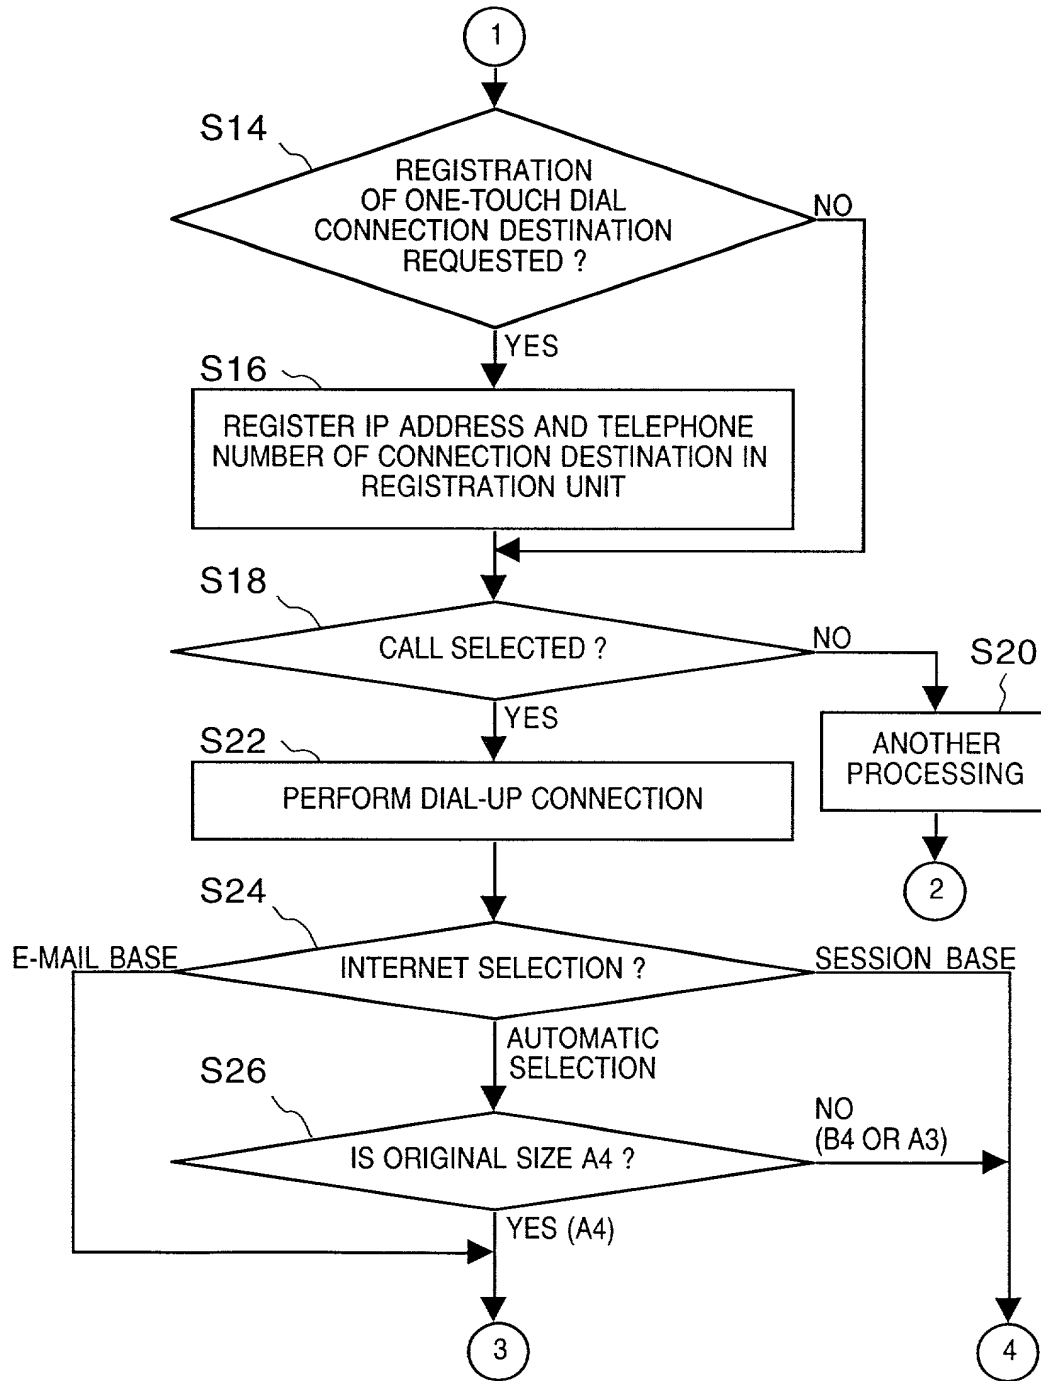 1
S14
REGISTRATION
OF ONE-TOUCH DIAL
CONNECTION DESTINATION
REQUESTED ?
NO
YES
S16
REGISTER IP ADDRESS AND TELEPHONE
NUMBER OF CONNECTION DESTINATION IN
REGISTRATION UNIT
S18
CALL SELECTED ?
NO
S20
YES
ANOTHER
PROCESSING
S22
PERFORM DIAL-UP CONNECTION
2
S24
E-MAIL BASE
INTERNET SELECTION ?
SESSION BASE
AUTOMATIC
SELECTION
S26
IS ORIGINAL SIZE A4 ?
NO
(B4 OR A3)
YES (A4)
3
4